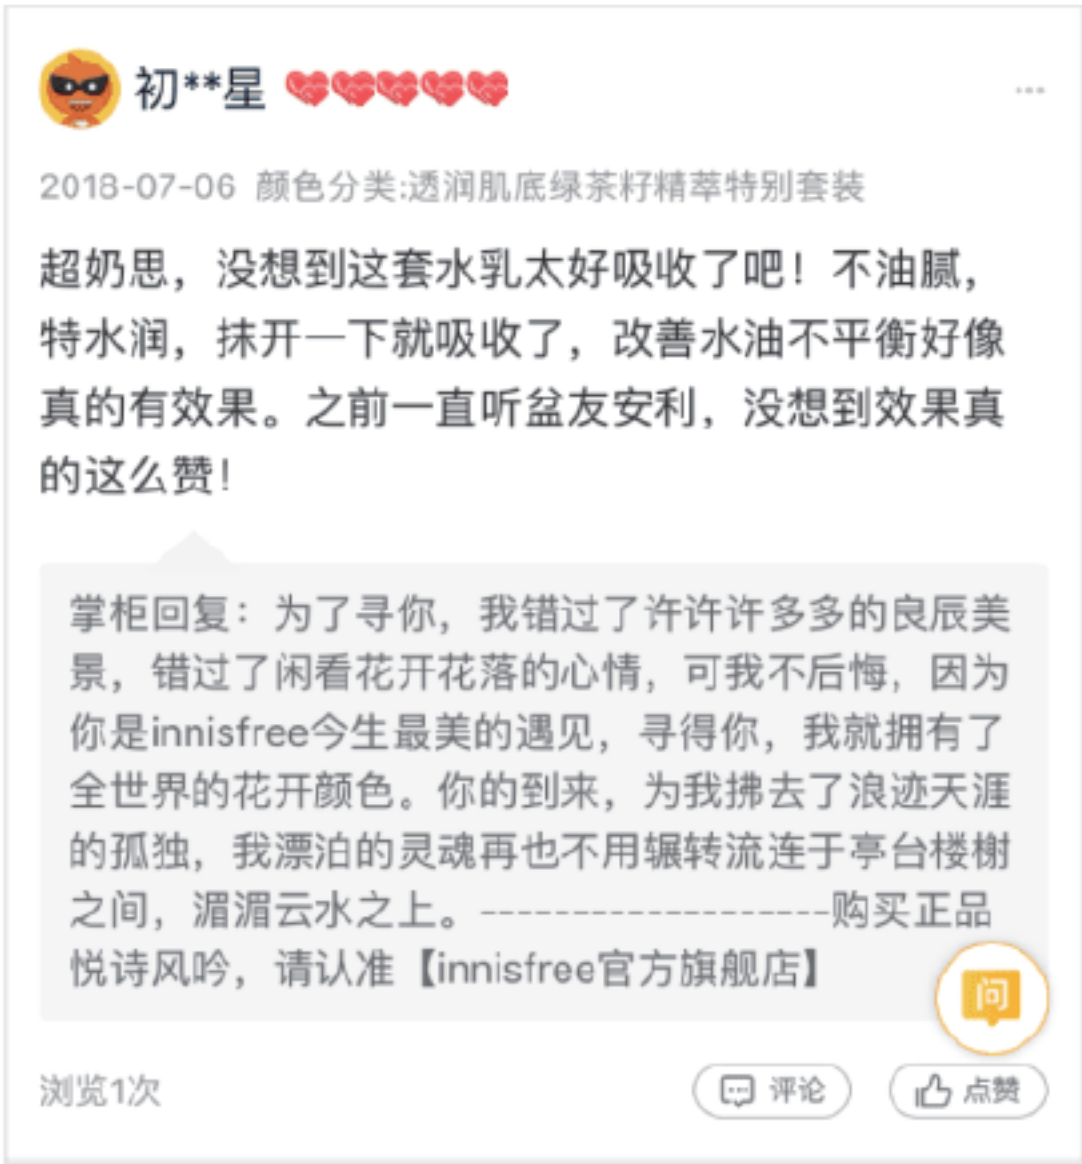 初**星
2018-07-06 颜色分类:透润肌底绿茶籽精萃特别套装
超奶思，没想到这套水乳太好吸收了吧！不油腻，
特水润，抹开一下就吸收了，改善水油不平衡好像
真的有效果。之前一直听盆友安利，没想到效果真
的这么赞！
掌柜回复：为了寻你，我错过了许许许多多的良辰美
景，错过了闲看花开花落的心情，可我不后悔，因为
你是innisfree今生最美的遇见，寻得你，我就拥有了
全世界的花开颜色。你的到来，为我拂去了浪迹天涯
的孤独，我漂泊的灵魂再也不用辗转流连于亭台楼榭
之间，湄湄云水之上。-------------------购买正品
悦诗风吟，请认准【innisfree官方旗舰店】
问
浏览1次
评论
点赞